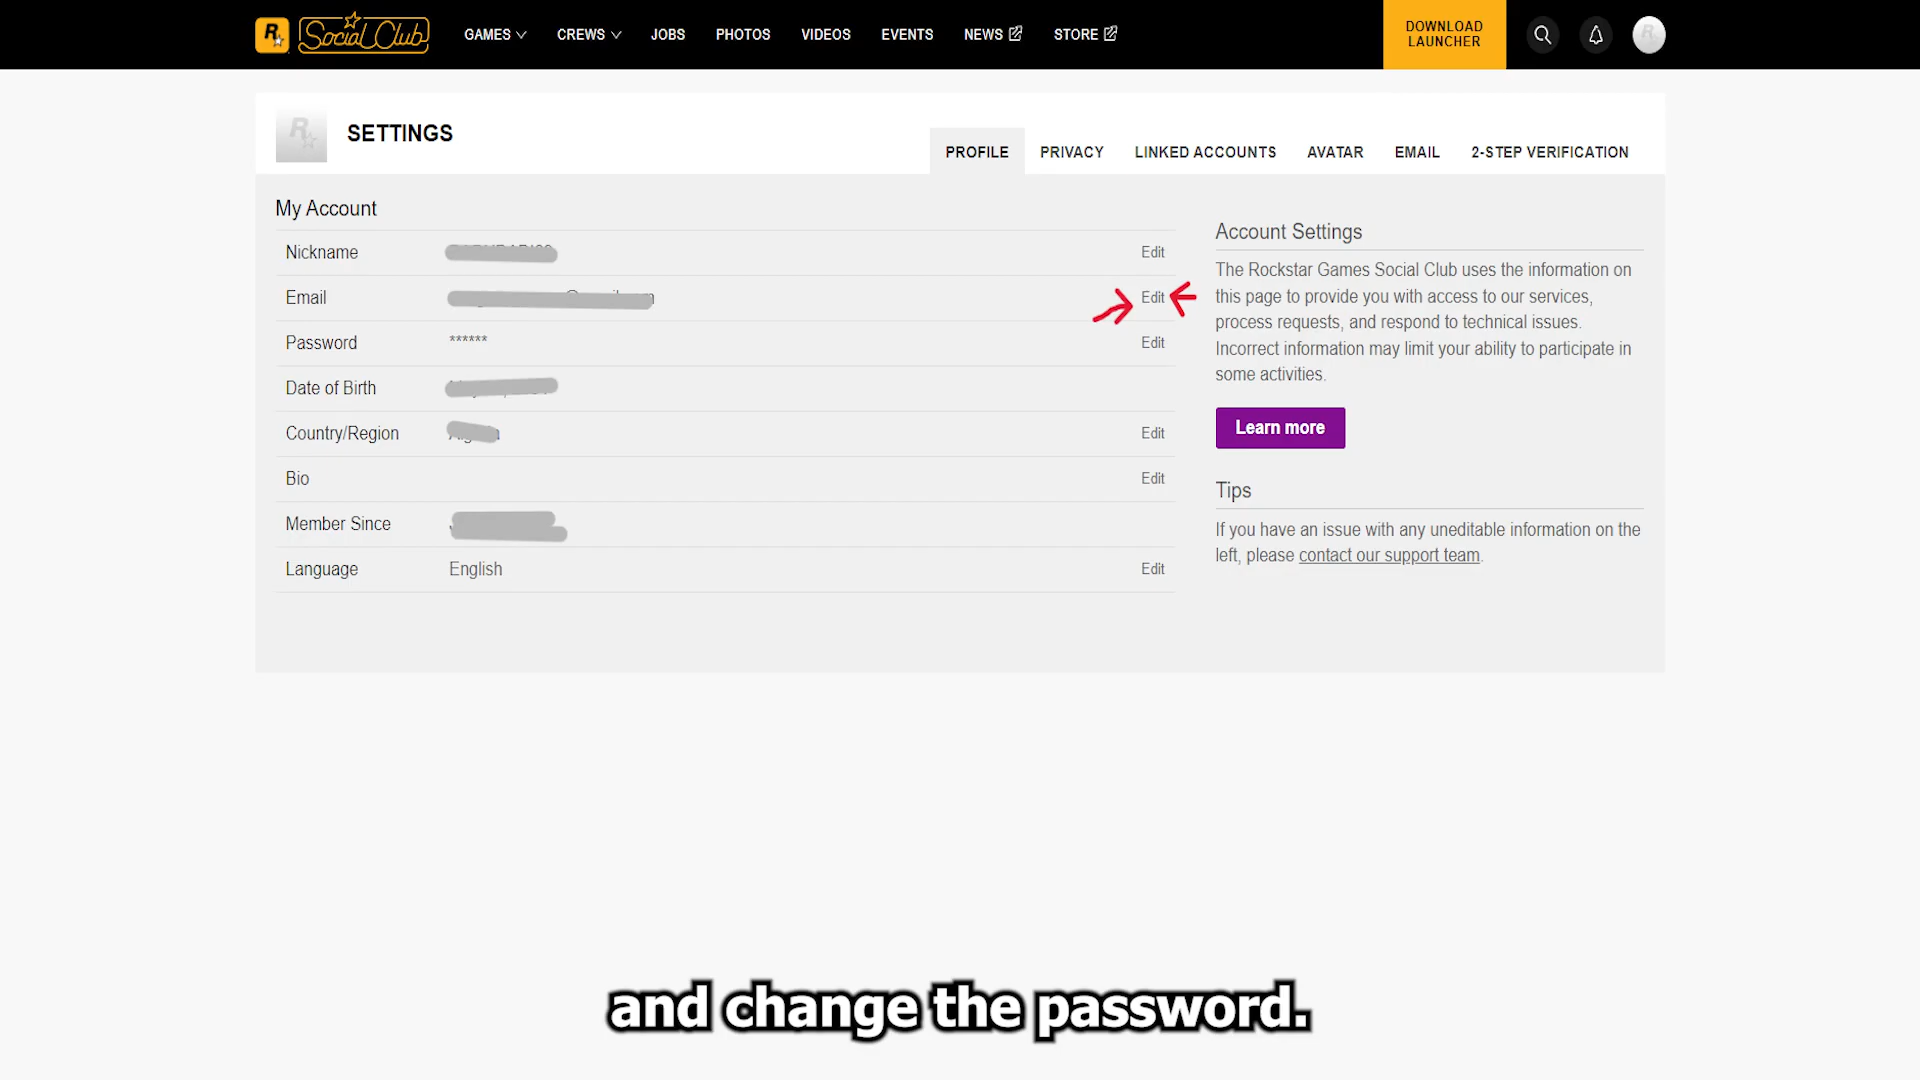 R
Social Club
GAMES
CREWS
JOBS
PHOTOS
VIDEOS
EVENTS
NEWS
STORE
DOWNLOAD
LAUNCHER
SETTINGS
PROFILE
PRIVACY
LINKED ACCOUNTS
AVATAR
EMAIL
2-STEP VERIFICATION
My Account
Nickname
Edit
Email
Edit
Password ******
Edit
Date of Birth
Country/Region
Edit
Bio
Edit
Member Since
Language English
Edit
Account Settings
The Rockstar Games Social Club uses the information on
this page to provide you with access to our services,
process requests, and respond to technical issues.
Incorrect information may limit your ability to participate in
some activities.
Learn more
Tips
If you have an issue with any uneditable information on the
left, please contact our support team.
and change the password.